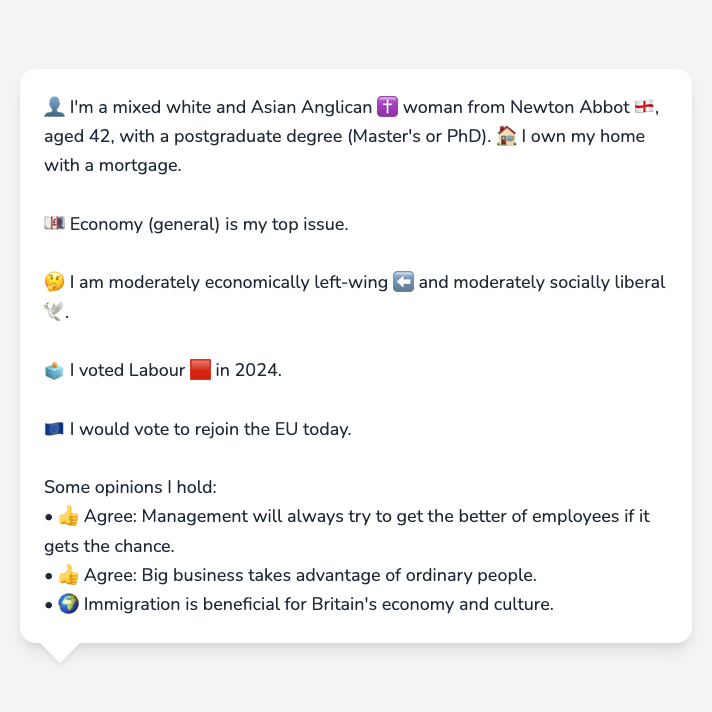 👤 I'm a mixed white and Asian Anglican ✝️ woman from Newton Abbot 🏴󠁧󠁢󠁥󠁮󠁧󠁿,
aged 42, with a postgraduate degree (Master's or PhD). 🏠 I own my home
with a mortgage.
💷 Economy (general) is my top issue.
🤔 I am moderately economically left-wing ⬅️ and moderately socially liberal
🕊️.
🗳️ I voted Labour 🟥 in 2024.
🇪🇺 I would vote to rejoin the EU today.
Some opinions I hold:
• 👍 Agree: Management will always try to get the better of employees if it
gets the chance.
• 👍 Agree: Big business takes advantage of ordinary people.
• 🌍 Immigration is beneficial for Britain's economy and culture.